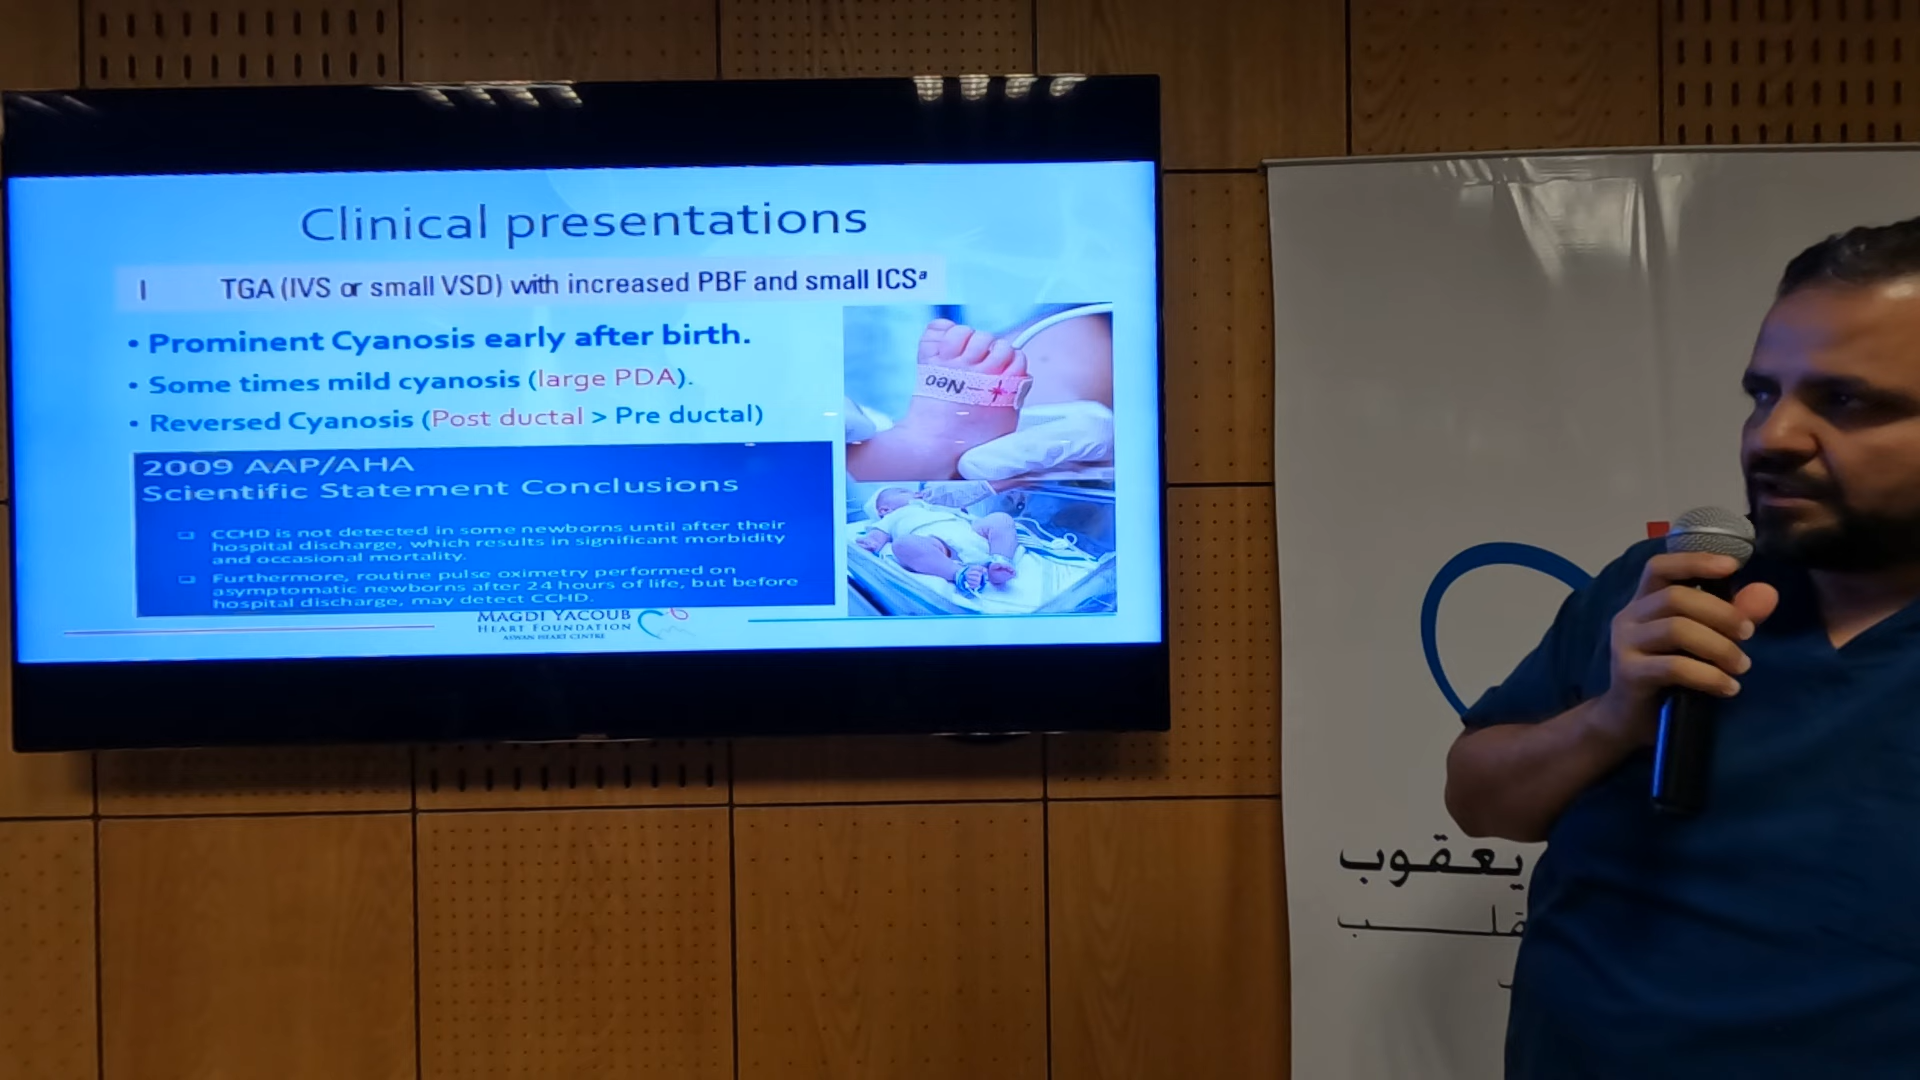 Clinical presentations
I TGA (IVS or small VSD) with increased PBF and small ICSª
• Prominent Cyanosis early after birth.
• Some times mild cyanosis (large PDA).
• Reversed Cyanosis (Post ductal > Pre ductal)
2009 AAP/AHA
Scientific Statement Conclusions
CCHD is not detected in some newborns until after their
hospital discharge, which results in significant morbidity
and occasional mortality.
Furthermore, routine pulse oximetry performed on
asymptomatic newborns after 24 hours of life, but before
hospital discharge, may detect CCHD.
Neo
MAGDI YACOUB
HEART FOUNDATION
ASWAN HEART CENTRE
يعقوب
قلب